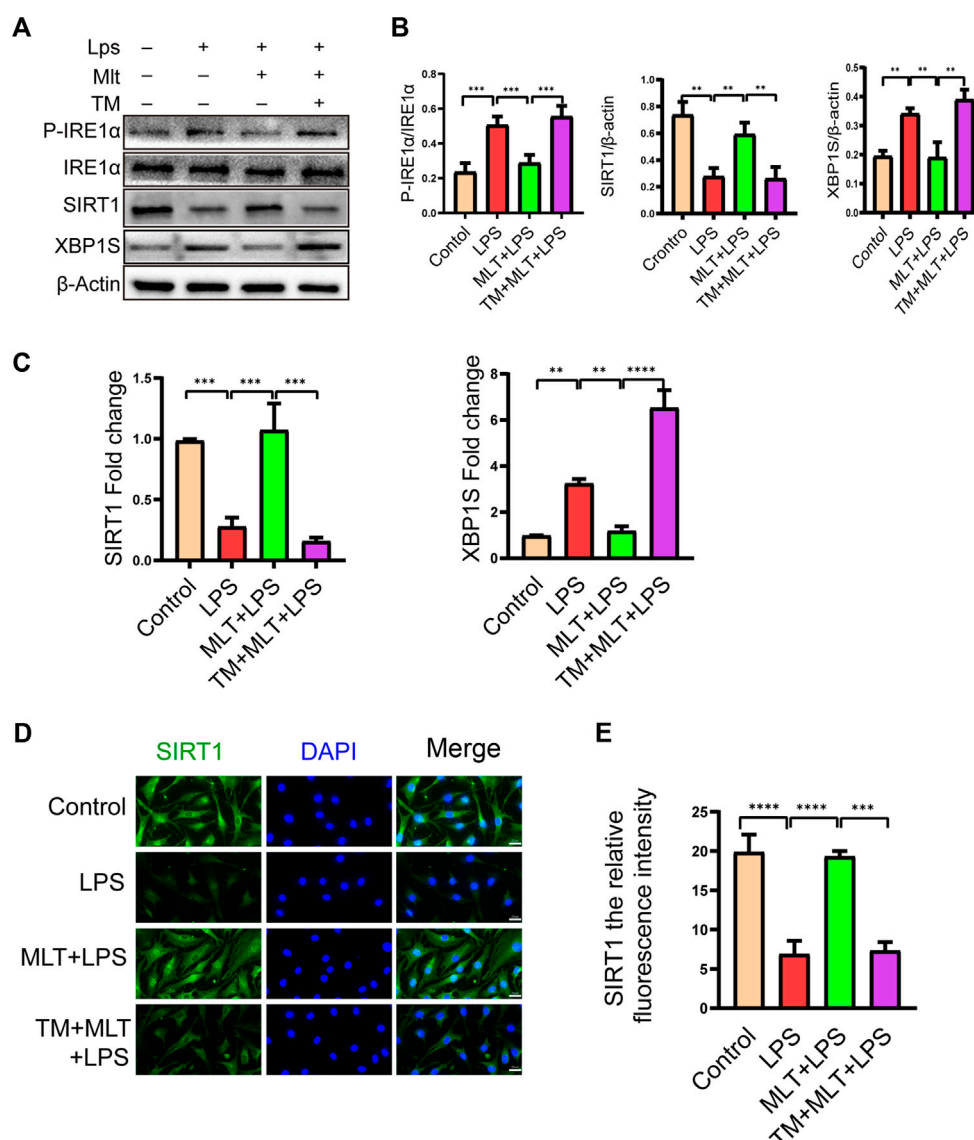 A
Lps – + + +
Mlt – – + +
TM – – – +
P-IRE1α
IRE1α
SIRT1
XBP1S
β-Actin
B
P-IRE1α/IRE1α
0.8
0.6
0.4
0.2
0.0
*** *** ***
Contol
LPS
MLT+LPS
TM+MLT+LPS
SIRT1/β-actin
1.0
0.8
0.6
0.4
0.2
0.0
** ** **
Crontro
LPS
MLT+LPS
TM+MLT+LPS
XBP1S/β-actin
0.5
0.4
0.3
0.2
0.1
0.0
** ** **
Control
LPS
MLT+LPS
TM+MLT+LPS
C
SIRT1 Fold change
1.5
1.0
0.5
0.0
*** *** ***
Control
LPS
MLT+LPS
TM+MLT+LPS
XBP1S Fold change
8
6
4
2
0
** ** ****
Control
LPS
MLT+LPS
TM+MLT+LPS
D
SIRT1 DAPI Merge
Control
LPS
MLT+LPS
TM+MLT
+LPS
E
SIRT1 the relative
fluorescence intensity
25
20
15
10
5
0
**** **** ***
Control
LPS
MLT+LPS
TM+MLT+LPS